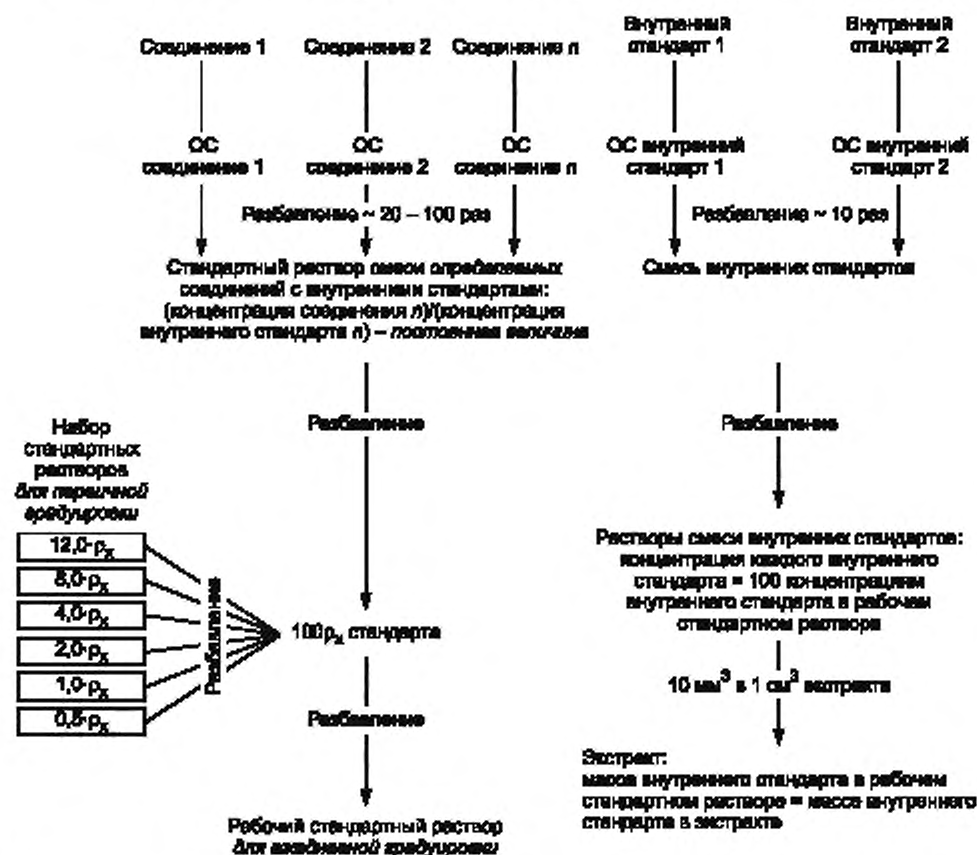 Соединение 1
Соединение 2
Соединение n
Внутренний
стандарт 1
Внутренний
стандарт 2
ОС
соединение 1
ОС
соединение 2
ОС
соединение n
ОС внутренний
стандарт 1
ОС внутренний
стандарт 2
Разбавление ~ 20 – 100 раз
Разбавление ~ 10 раз
Стандартный раствор смеси определяемых
соединений с внутренними стандартами:
(концентрация соединения n)/(концентрация
внутреннего стандарта n) – постоянная величина
Смесь внутренних стандартов
Разбавление
Разбавление
Набор
стандартных
растворов
для первичной
градуировки
12,0·ρx
8,0·ρx
4,0·ρx
2,0·ρx
1,0·ρx
0,5·ρx
Разбавление
100ρx стандарта
Разбавление
Рабочий стандартный раствор
для ежедневной градуировки
Растворы смеси внутренних стандартов:
концентрация каждого внутреннего
стандарта = 100 концентрациям
внутреннего стандарта в рабочем
стандартном растворе
10 мм³ в 1 см³ экстракта
Экстракт:
масса внутреннего стандарта в рабочем
стандартном растворе = масса внутреннего
стандарта в экстракте